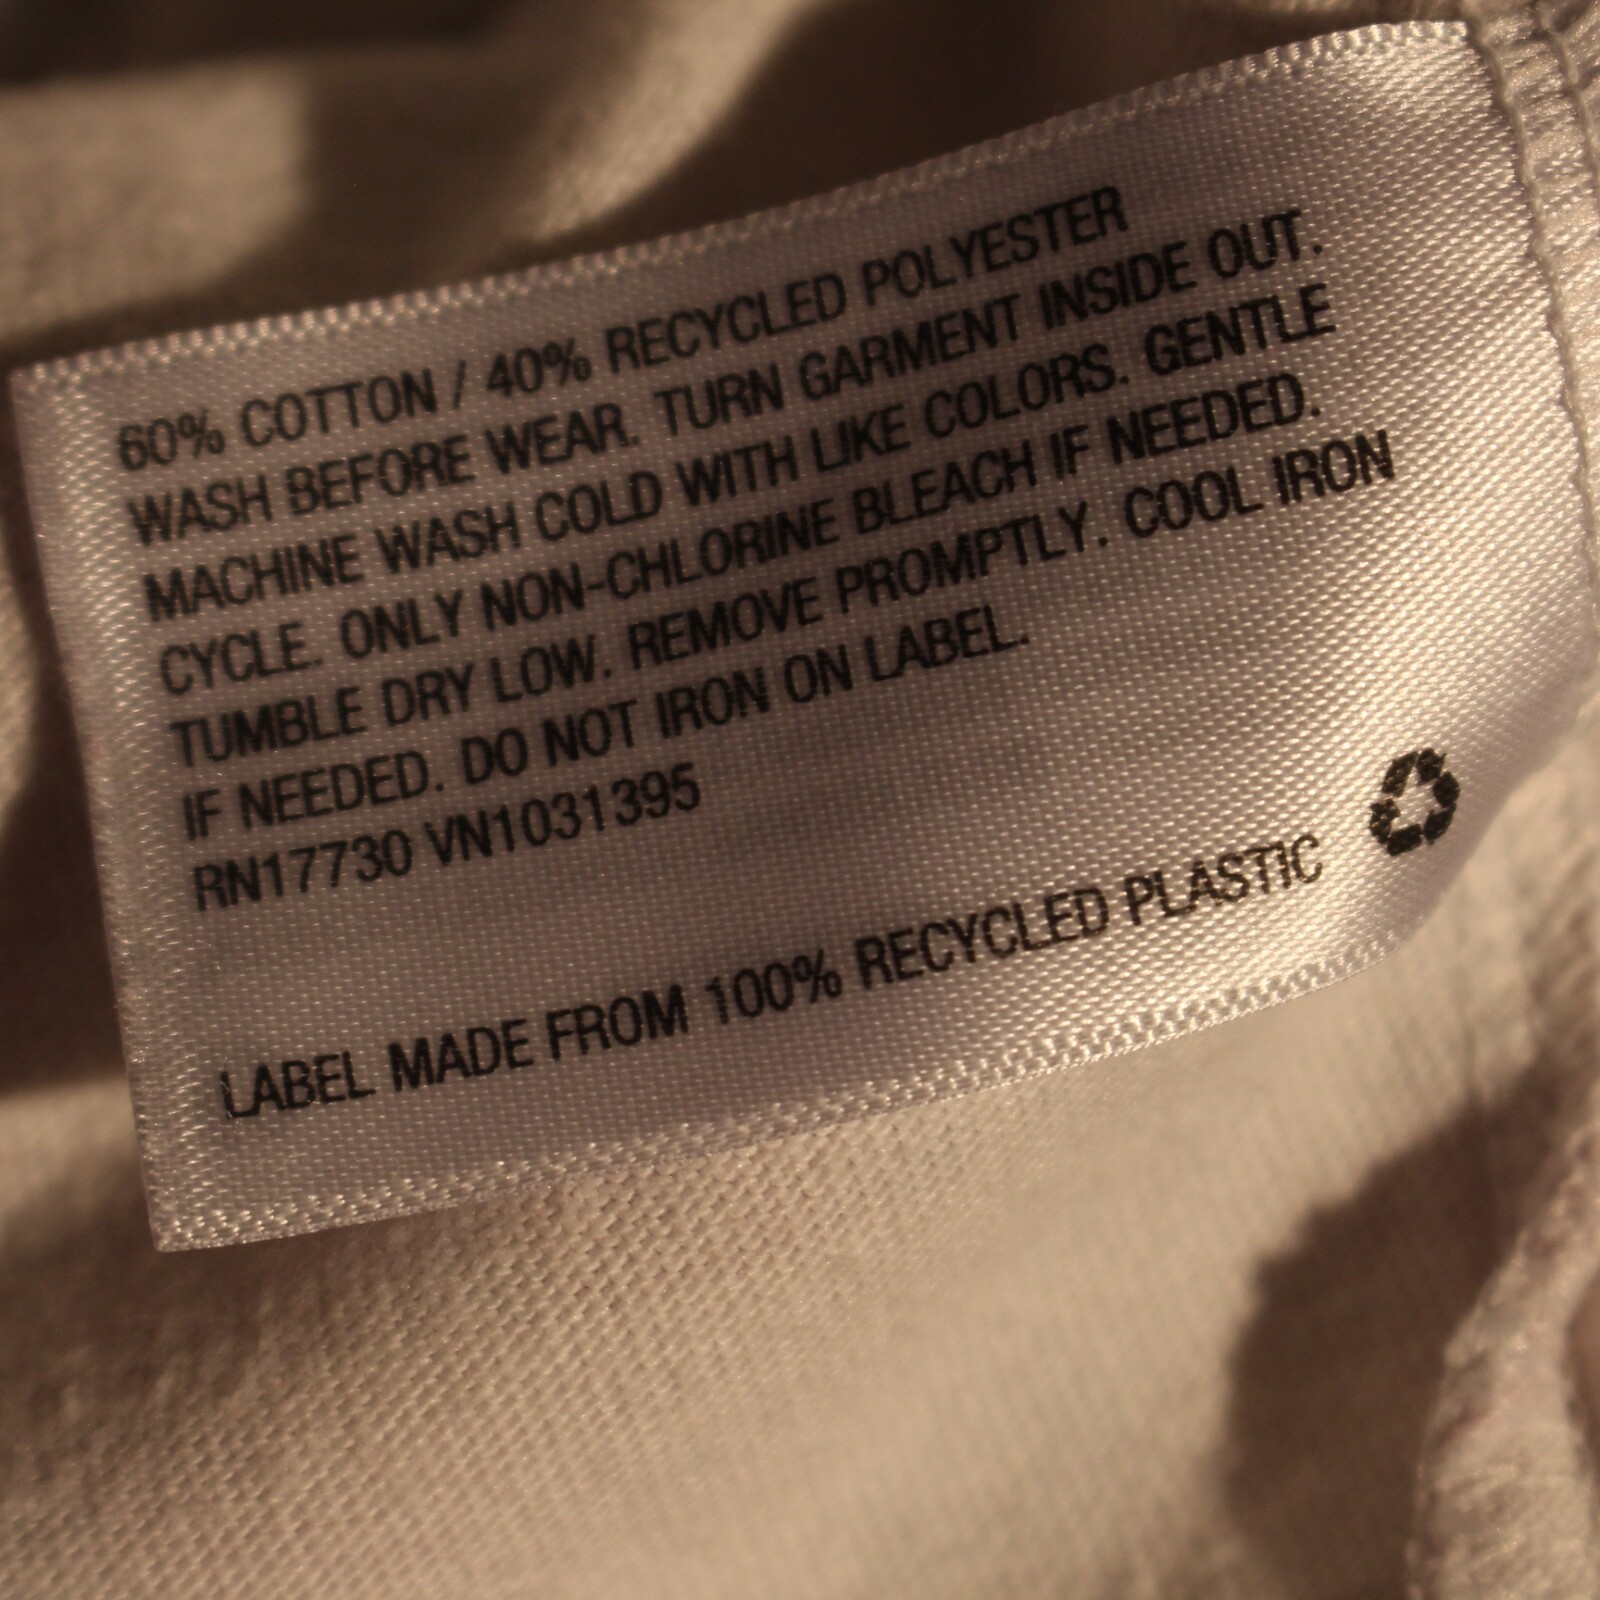 60% COTTON / 40% RECYCLED POLYESTER
WASH BEFORE WEAR. TURN GARMENT INSIDE OUT.
MACHINE WASH COLD WITH LIKE COLORS. GENTLE
CYCLE. ONLY NON-CHLORINE BLEACH IF NEEDED.
TUMBLE DRY LOW. REMOVE PROMPTLY. COOL IRON
IF NEEDED. DO NOT IRON ON LABEL.
RN17730 VN1031395
LABEL MADE FROM 100% RECYCLED PLASTIC